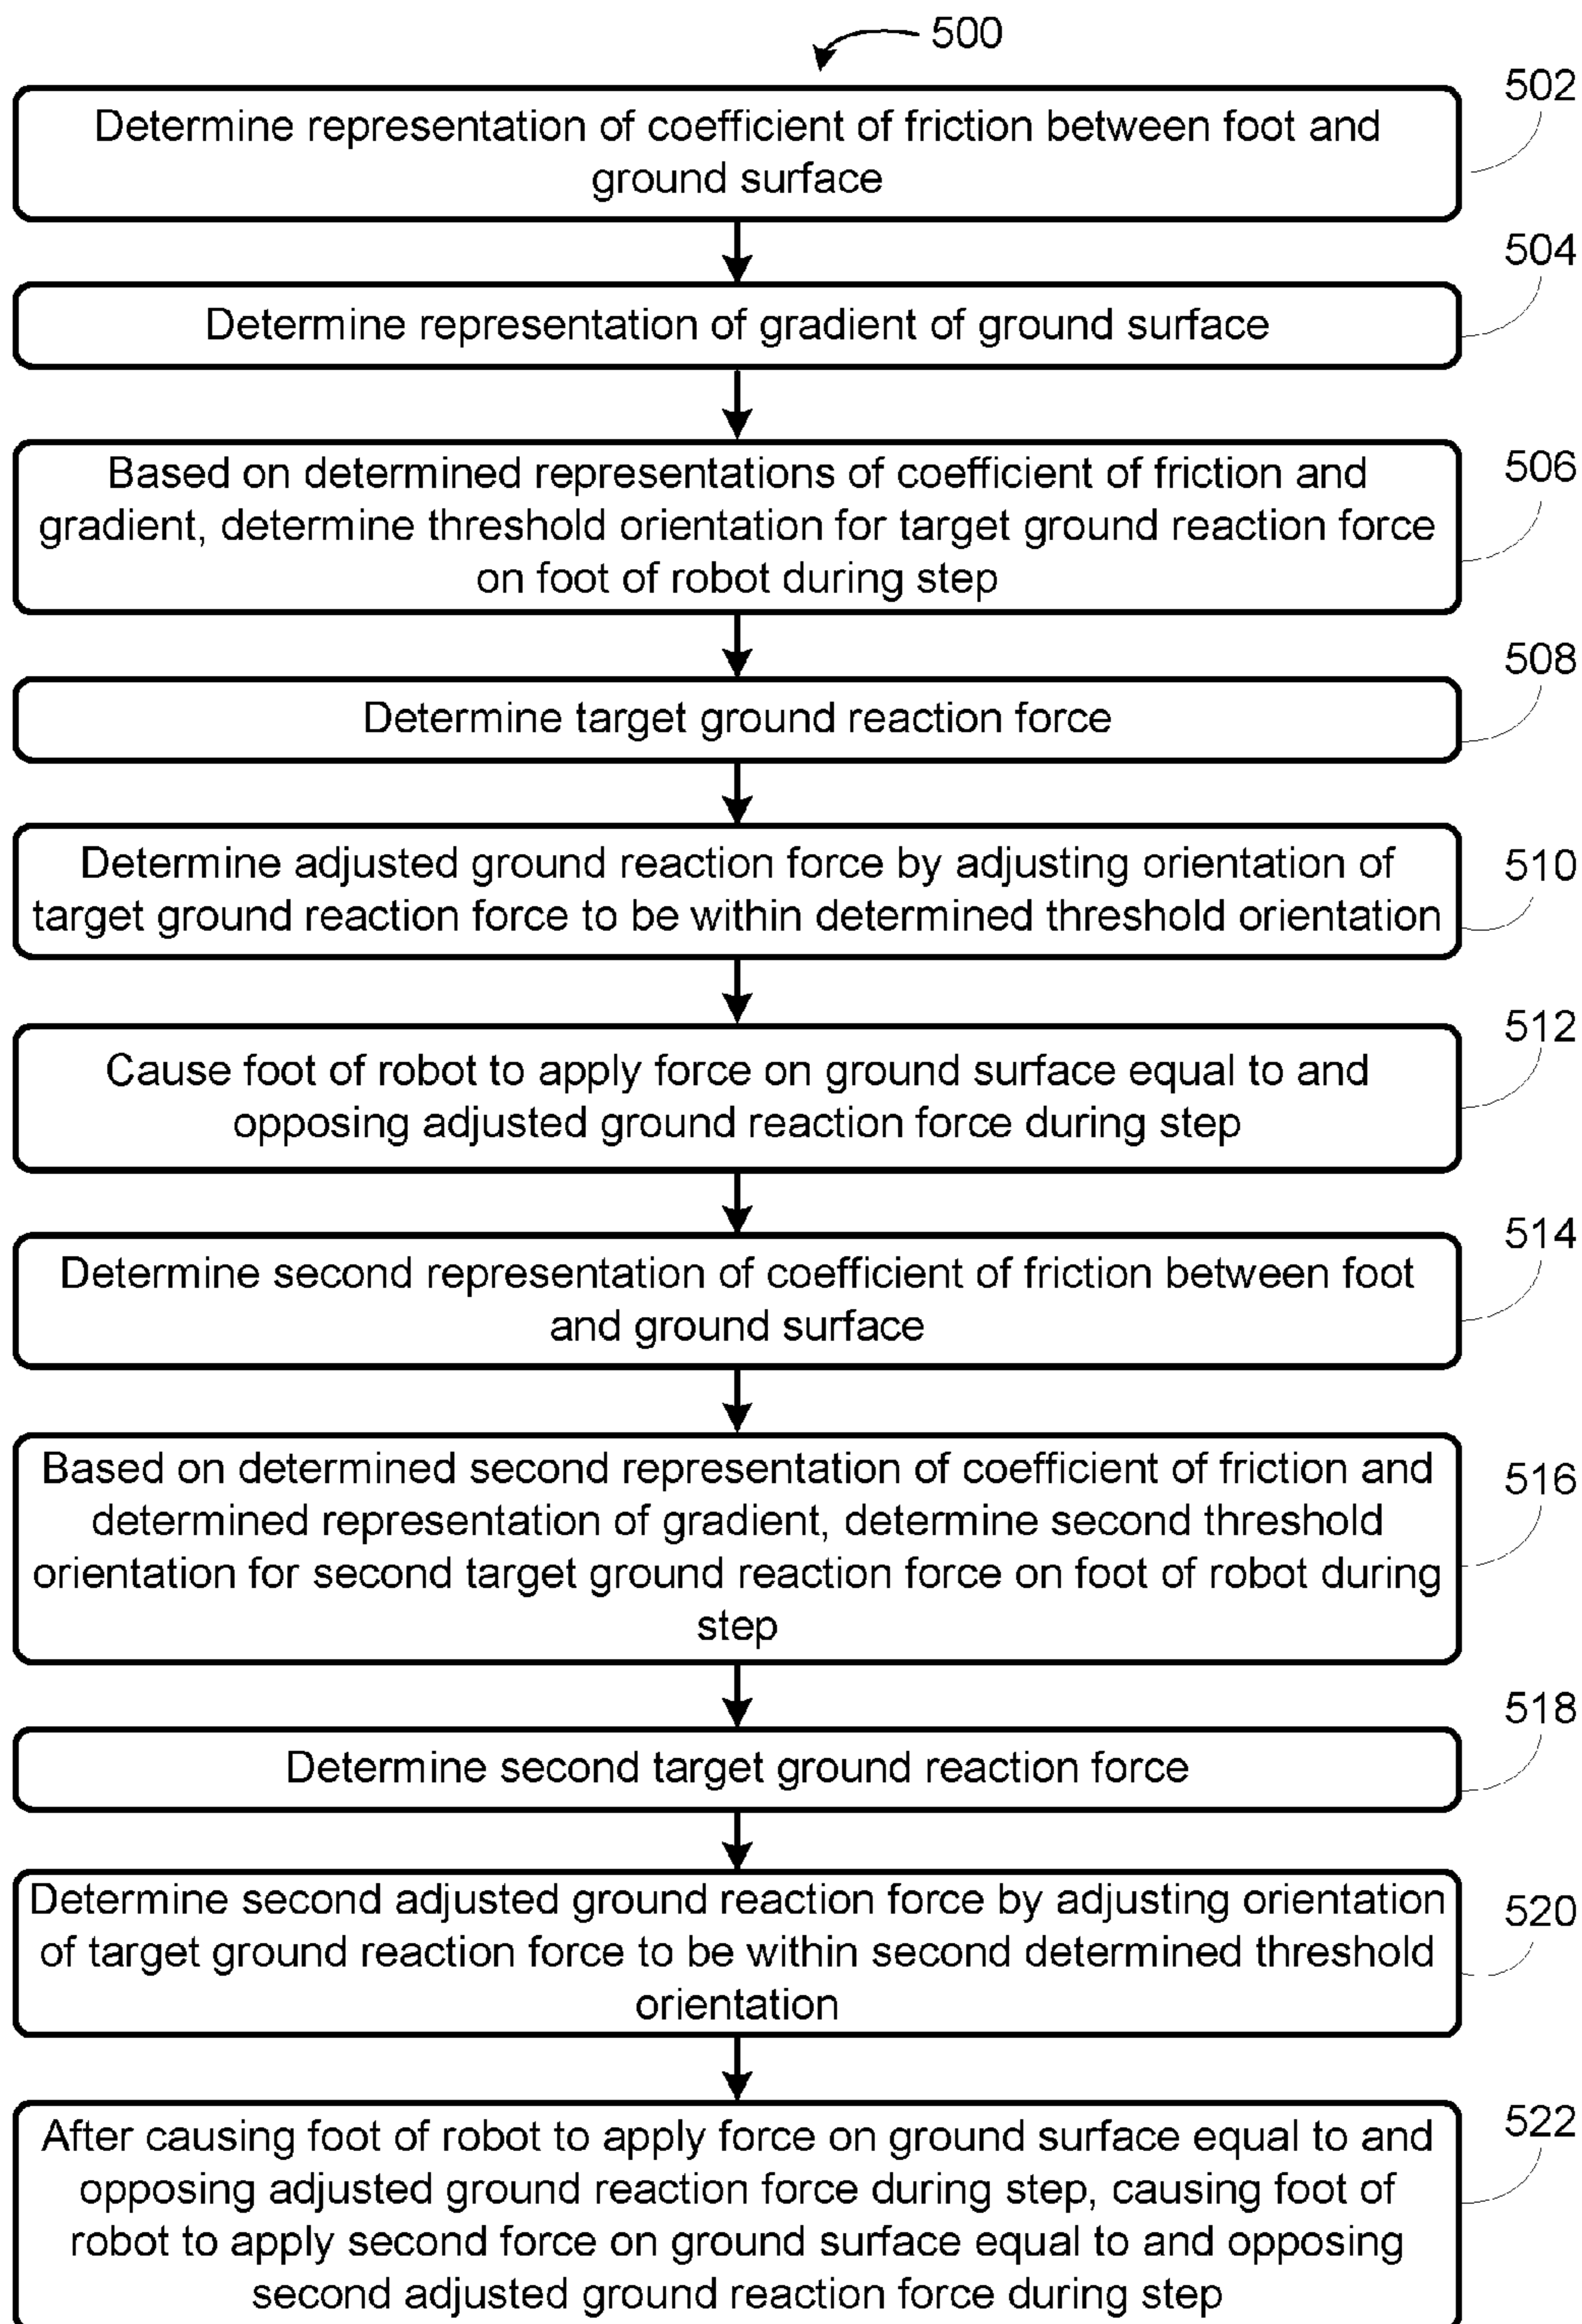 500
502
Determine representation of coefficient of friction between foot and
ground surface
504
Determine representation of gradient of ground surface
506
Based on determined representations of coefficient of friction and
gradient, determine threshold orientation for target ground reaction force
on foot of robot during step
508
Determine target ground reaction force
510
Determine adjusted ground reaction force by adjusting orientation of
target ground reaction force to be within determined threshold orientation
512
Cause foot of robot to apply force on ground surface equal to and
opposing adjusted ground reaction force during step
514
Determine second representation of coefficient of friction between foot
and ground surface
516
Based on determined second representation of coefficient of friction and
determined representation of gradient, determine second threshold
orientation for second target ground reaction force on foot of robot during
step
518
Determine second target ground reaction force
520
Determine second adjusted ground reaction force by adjusting orientation
of target ground reaction force to be within second determined threshold
orientation
522
After causing foot of robot to apply force on ground surface equal to and
opposing adjusted ground reaction force during step, causing foot of
robot to apply second force on ground surface equal to and opposing
second adjusted ground reaction force during step